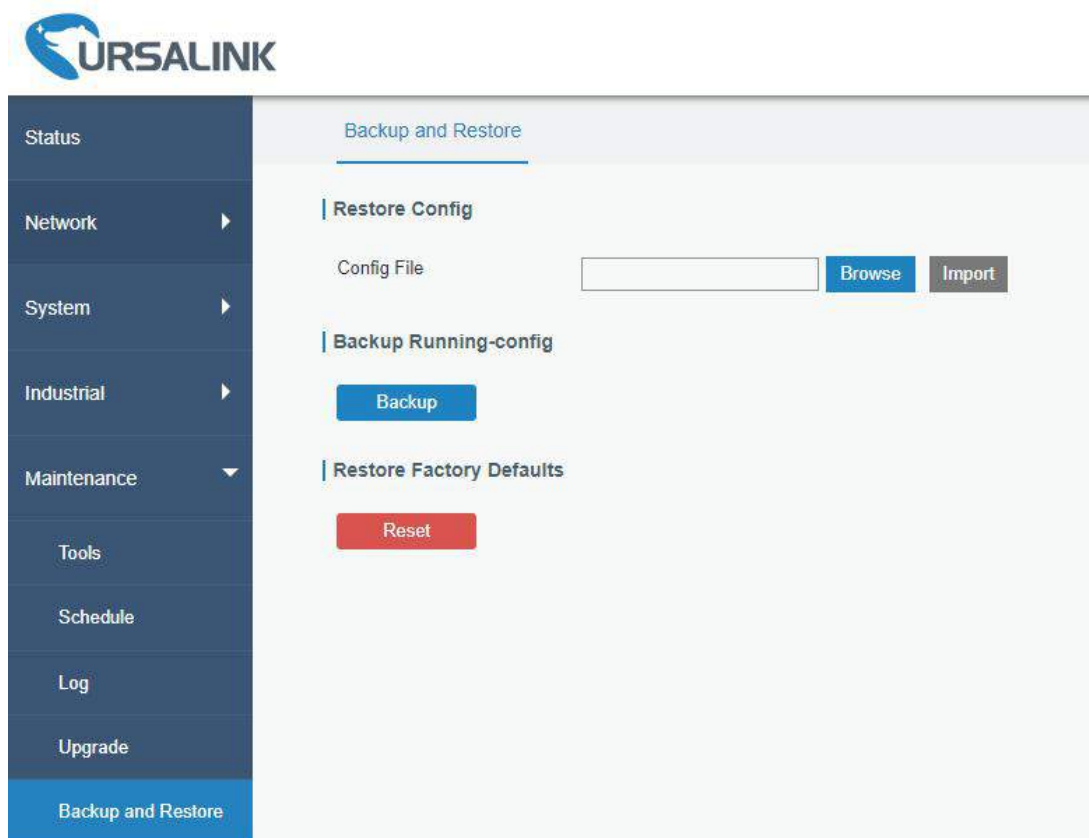 URSALINK
Status
Network
System
Industrial
Maintenance
Tools
Schedule
Log
Upgrade
Backup and Restore
Backup and Restore
Restore Config
Config File Browse Import
Backup Running-config
Backup
Restore Factory Defaults
Reset